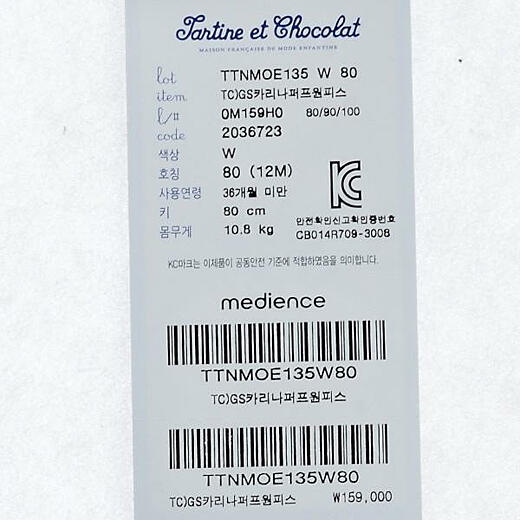 Tartine et Chocolat
MAISON FRANÇAISE DE MODE ENFANTINE
lot TTNMOE135 W 80
item TC)GS카리나퍼프원피스
l/# 0M159H0 80/90/100
code 2036723
색상 W
호칭 80 (12M)
사용연령 36개월 미만
키 80 cm
몸무게 10.8 kg
안전확인신고확인증번호
CB014R709-3008
KC마크는 이제품이 공동안전 기준에 적합하였음을 의미합니다.
medience
TTNMOE135W80
TC)GS카리나퍼프원피스
TTNMOE135W80
TC)GS카리나퍼프원피스 ₩159,000